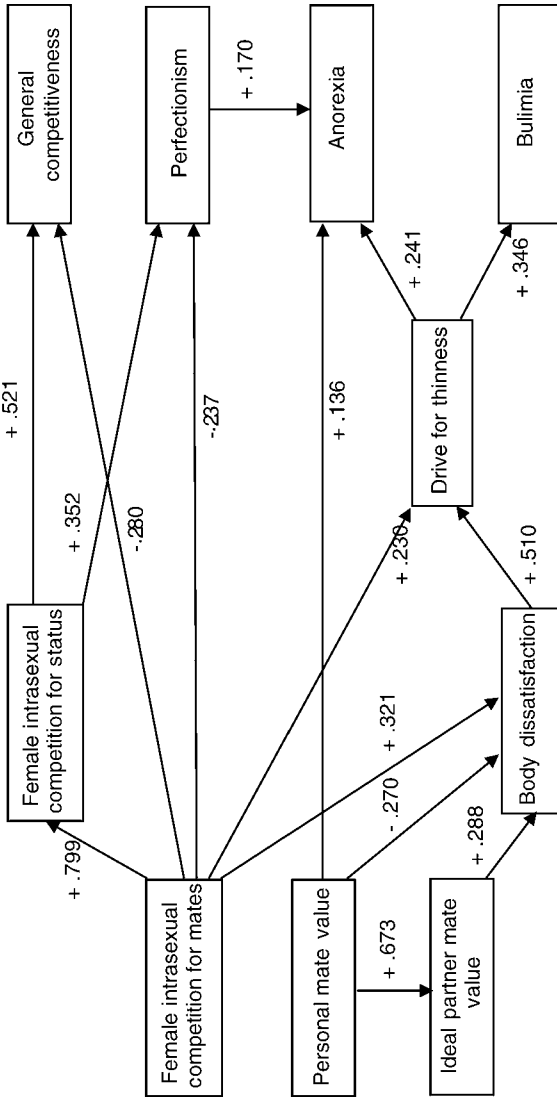 + .521
General
competitiveness
Female intrasexual
competition for status
+ .799
+ .352
-.280
Perfectionism
+ .170
Female intrasexual
competition for mates
-.237
Anorexia
+ .136
Personal mate value
+ .230
+ .241
+ .673
- .270
+ .321
Drive for thinness
Ideal partner mate
value
+ .288
Body dissatisfaction
+ .510
+ .346
Bulimia